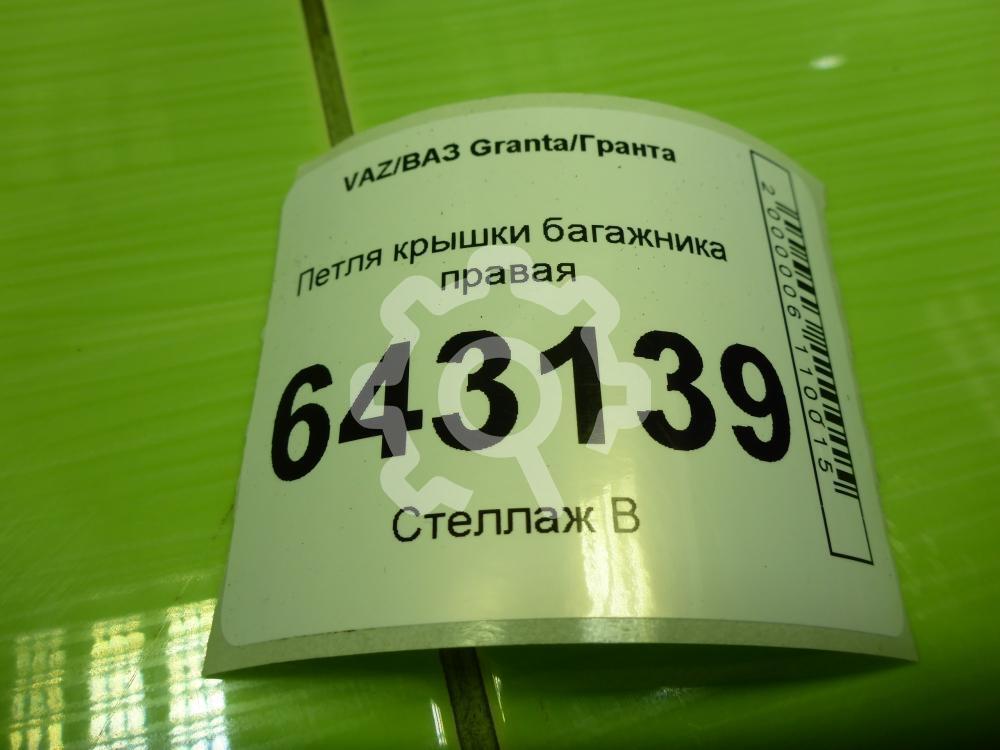 VAZ/ВАЗ Granta/Гранта
Петля крышки багажника
правая
643139
Стеллаж В
2000006110015